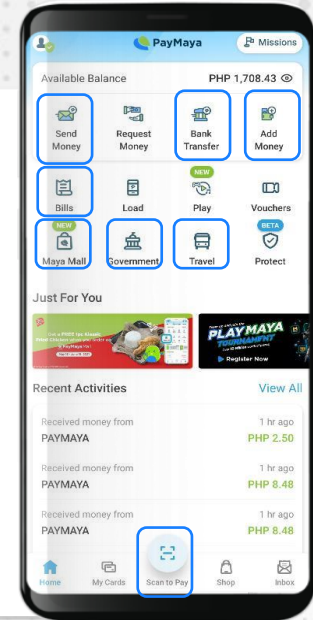 PayMaya
Missions
Available Balance
PHP 1,708.43
Send
Money
Request
Money
Bank
Transfer
Add
Money
NEW
Bills
Load
Play
Vouchers
NEW
BETA
Maya Mall
Government
Travel
Protect
Just For You
PLAY MAYA
TOURNAMENT
Register Now
Recent Activities
View All
Received money from
1 hr ago
PAYMAYA
PHP 2.50
Received money from
1 hr ago
PAYMAYA
PHP 8.48
Received money from
1 hr ago
PAYMAYA
PHP 8.48
Home
My Cards
Scan to Pay
Shop
Inbox